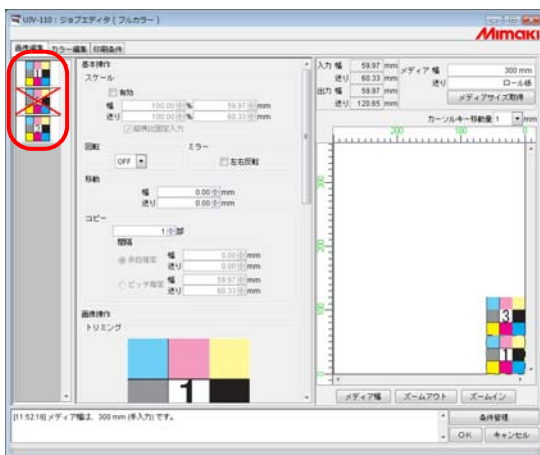 UJV-110 : ジョブエディタ ( フルカラー )
Mimaki
画像編集 カラー編集 印刷条件
1
3
基本操作
スケール
有効
幅 100.00 % 59.97 mm
送り 100.00 % 60.33 mm
縦横比固定入力
回転 ミラー
OFF 左右反転
移動
幅 0.00 mm
送り 0.00 mm
コピー
1 部
間隔
余白指定 幅 0.00 mm
送り 0.00 mm
ピッチ指定 幅 59.97 mm
送り 60.33 mm
画像操作
トリミング
1
入力 幅 59.97 mm
送り 60.33 mm
出力 幅 59.97 mm
送り 120.65 mm
メディア 幅 300 mm
送り ロール様
メディアサイズ取得
カーソルキー移動量 1 mm
200 100 0
300
200
100
0
3
1
メディア幅 ズームアウト ズームイン
[11:52:16] メディア幅は、300 mm (手入力) です。
条件管理
OK キャンセル